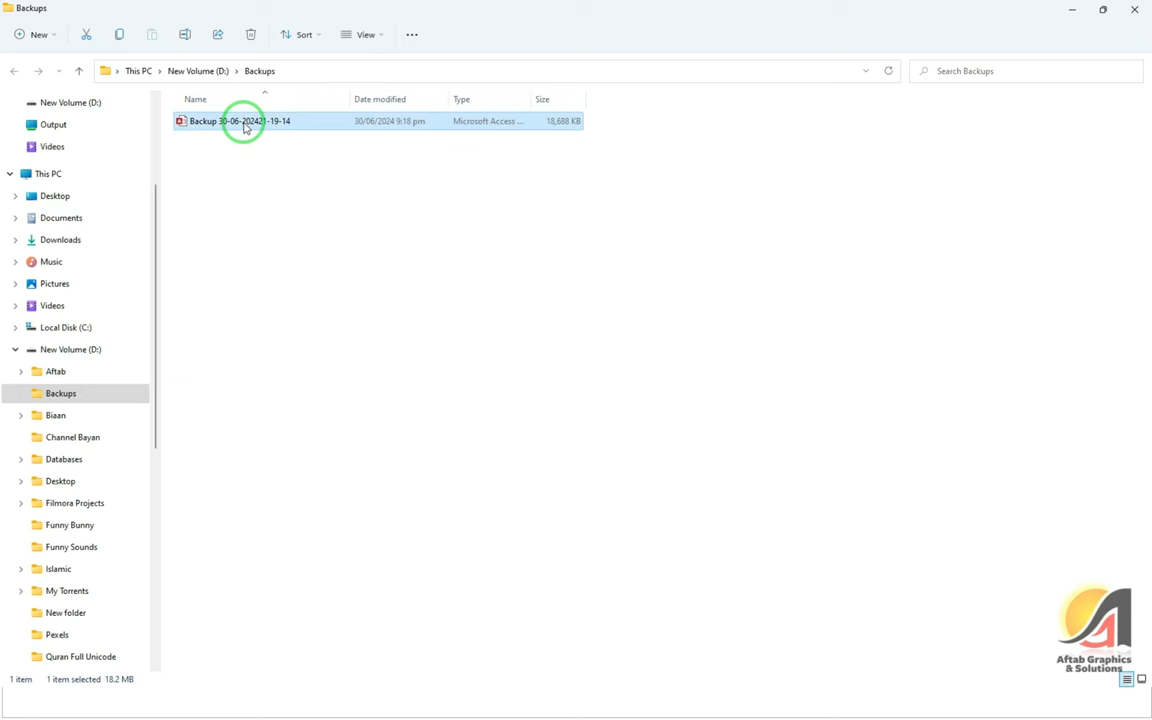 Backups
New
Sort
View
This PC
New Volume (D:)
Backups
Search Backups
Name
Date modified
Type
Size
Backup 30-06-202421-19-14
30/06/2024 9:18 pm
Microsoft Access ...
18,688 KB
New Volume (D:)
Output
Videos
This PC
Desktop
Documents
Downloads
Music
Pictures
Videos
Local Disk (C:)
New Volume (D:)
Aftab
Backups
Biaan
Channel Bayan
Databases
Desktop
Filmora Projects
Funny Bunny
Funny Sounds
Islamic
My Torrents
New folder
Pexels
Quran Full Unicode
1 item
1 item selected 18.2 MB
Aftab Graphics
& Solutions